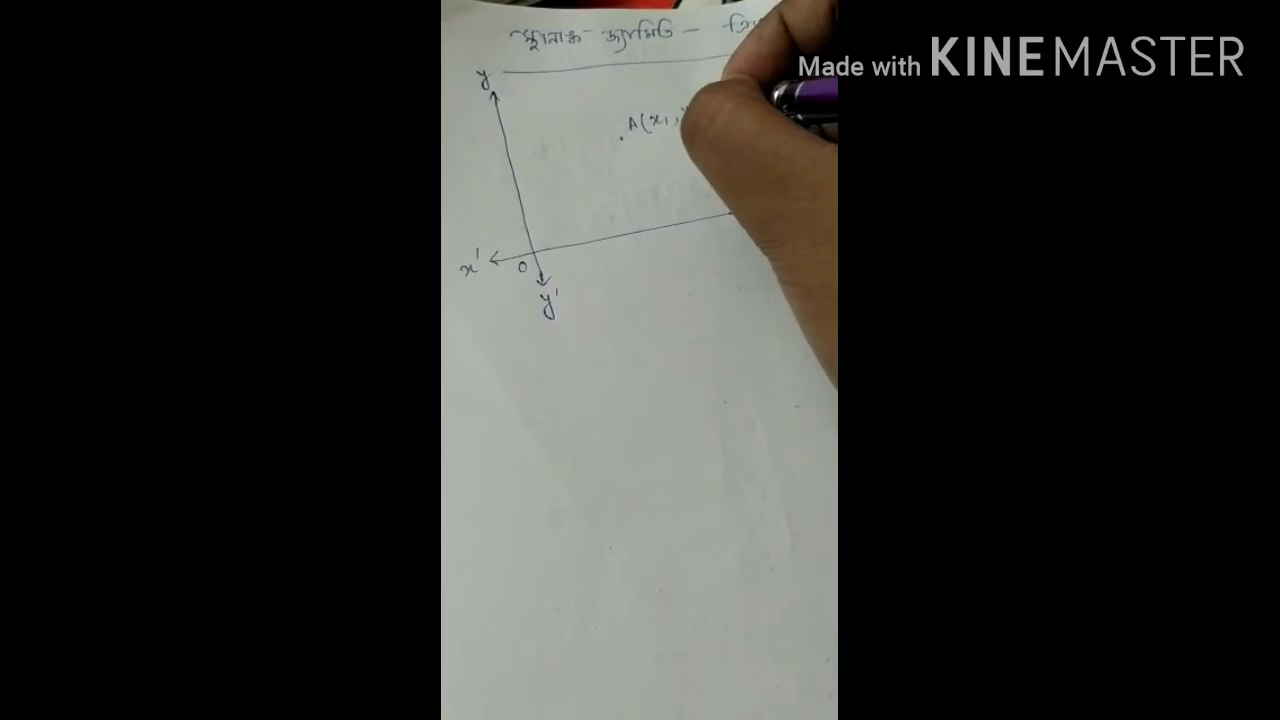 স্থানাঙ্ক জ্যামিতি —
Made with KINEMASTER
y
A(x₁,
x'
O
y'